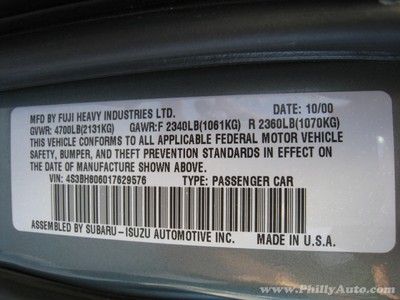 MFD BY FUJI HEAVY INDUSTRIES LTD. DATE: 10/00
GVWR: 4700LB(2131KG) GAWR:F 2340LB(1061KG) R 2360LB(1070KG)
THIS VEHICLE CONFORMS TO ALL APPLICABLE FEDERAL MOTOR VEHICLE
SAFETY, BUMPER, AND THEFT PREVENTION STANDARDS IN EFFECT ON
THE DATE OF MANUFACTURE SHOWN ABOVE.
VIN: 4S3BH806017629576 TYPE: PASSENGER CAR
ASSEMBLED BY SUBARU-ISUZU AUTOMOTIVE INC. MADE IN U.S.A.
www.PhillyAuto.com